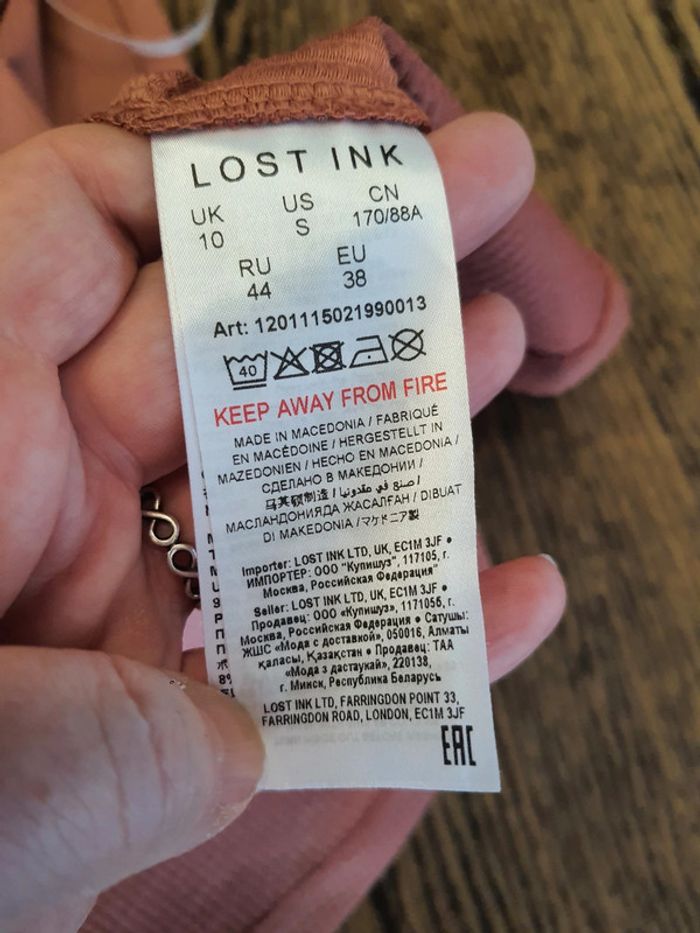 LOST INK
UK US CN
10 S 170/88A
RU EU
44 38
Art: 1201115021990013
40
KEEP AWAY FROM FIRE
MADE IN MACEDONIA / FABRIQUÉ
EN MACÉDOINE / HERGESTELLT IN
MAZEDONIEN / HECHO EN MACEDONIA /
СДЕЛАНО В МАКЕДОНИИ /
马其顿制造 / صنع في مقدونيا /
МАСЛАНДОНИЯДА ЖАСАЛҒАН / DIBUAT
DI MAKEDONIA / マケドニア製
Importer: LOST INK LTD, UK, EC1M 3JF •
ИМПОРТЕР: ООО "Купишуз", 117105, г.
Москва, Российская Федерация"
Seller: LOST INK LTD, UK, EC1M 3JF •
Продавец: ООО «Купишуз», 1171056, г.
Москва, Российская Федерация • Сатушы:
ЖШС «Мода с доставкой», 050016, Алматы
қаласы, Қазақстан • Продавец: ТАА
«Мода з дастаукай», 220138,
г. Минск, Республика Беларусь
LOST INK LTD, FARRINGDON POINT 33,
FARRINGDON ROAD, LONDON, EC1M 3JF
EAC